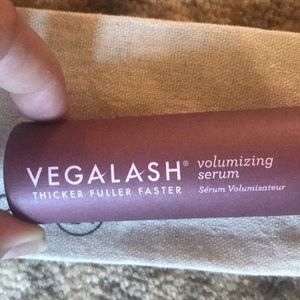 VEGALASH®
THICKER FULLER FASTER
volumizing
serum
Sérum Volumisateur